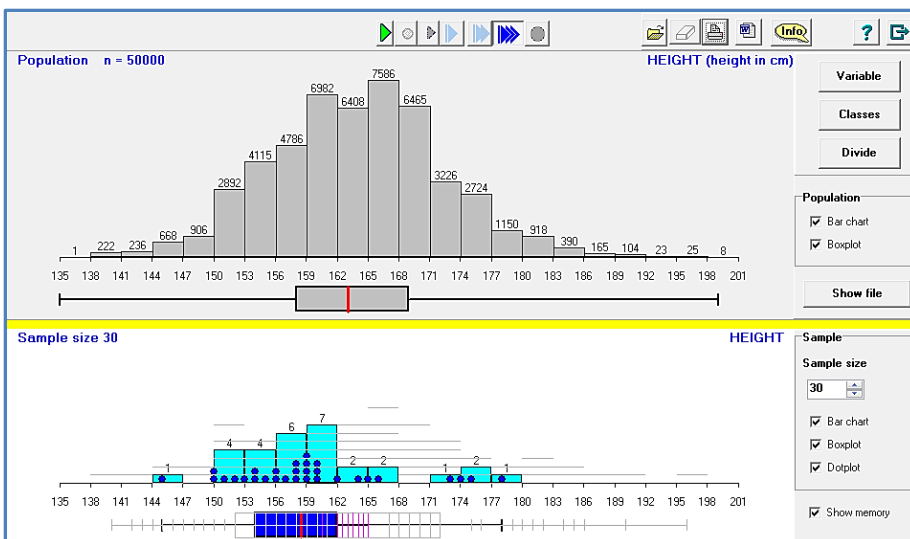 Info
?
Population n = 50000
HEIGHT (height in cm)
Variable
Classes
Divide
7586
6982
6408
6465
4786
4115
2892
3226
2724
1 222 236 668 906
1150 918 390 165 104 23 25 8
135 138 141 144 147 150 153 156 159 162 165 168 171 174 177 180 183 186 189 192 195 198 201
Population
Bar chart
Boxplot
Show file
Sample size 30
HEIGHT
Sample
Sample size
30
Bar chart
Boxplot
Dotplot
1 4 4 6 7 2 2 1 2 1
135 138 141 144 147 150 153 156 159 162 165 168 171 174 177 180 183 186 189 192 195 198 201
Show memory